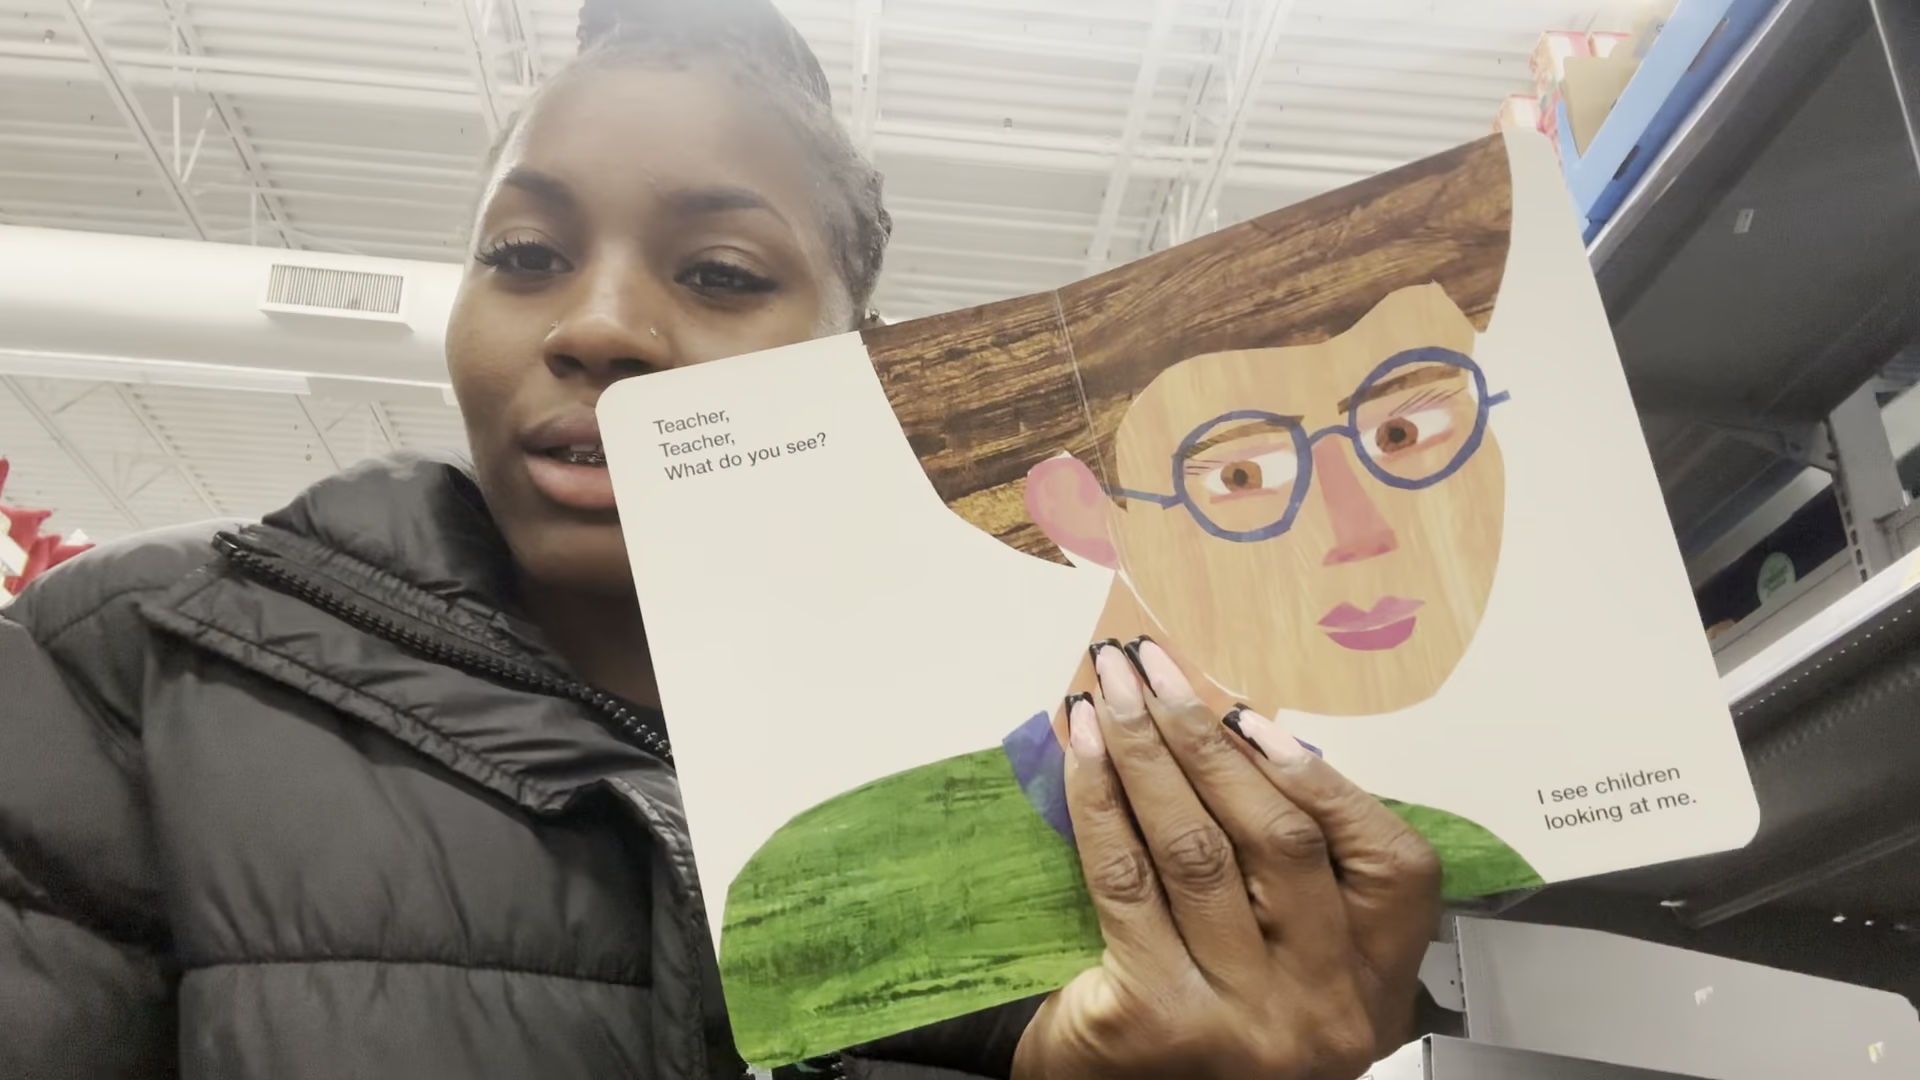 Teacher,
Teacher,
What do you see?
I see children
looking at me.